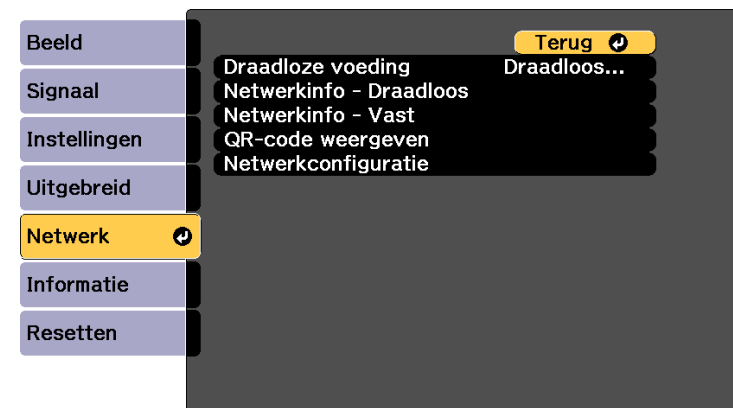 Beeld
Signaal
Instellingen
Uitgebreid
Netwerk
Informatie
Resetten
Terug
Draadloze voeding Draadloos...
Netwerkinfo - Draadloos
Netwerkinfo - Vast
QR-code weergeven
Netwerkconfiguratie